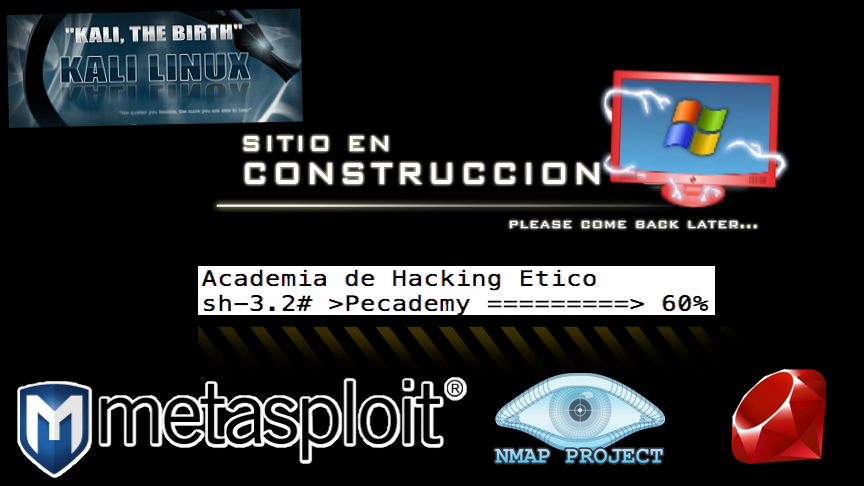 "KALI, THE BIRTH"
KALI LINUX
SITIO EN
CONSTRUCCION
PLEASE COME BACK LATER...
Academia de Hacking Etico
sh-3.2# >Pecademy =========> 60%
M metasploit®
NMAP PROJECT